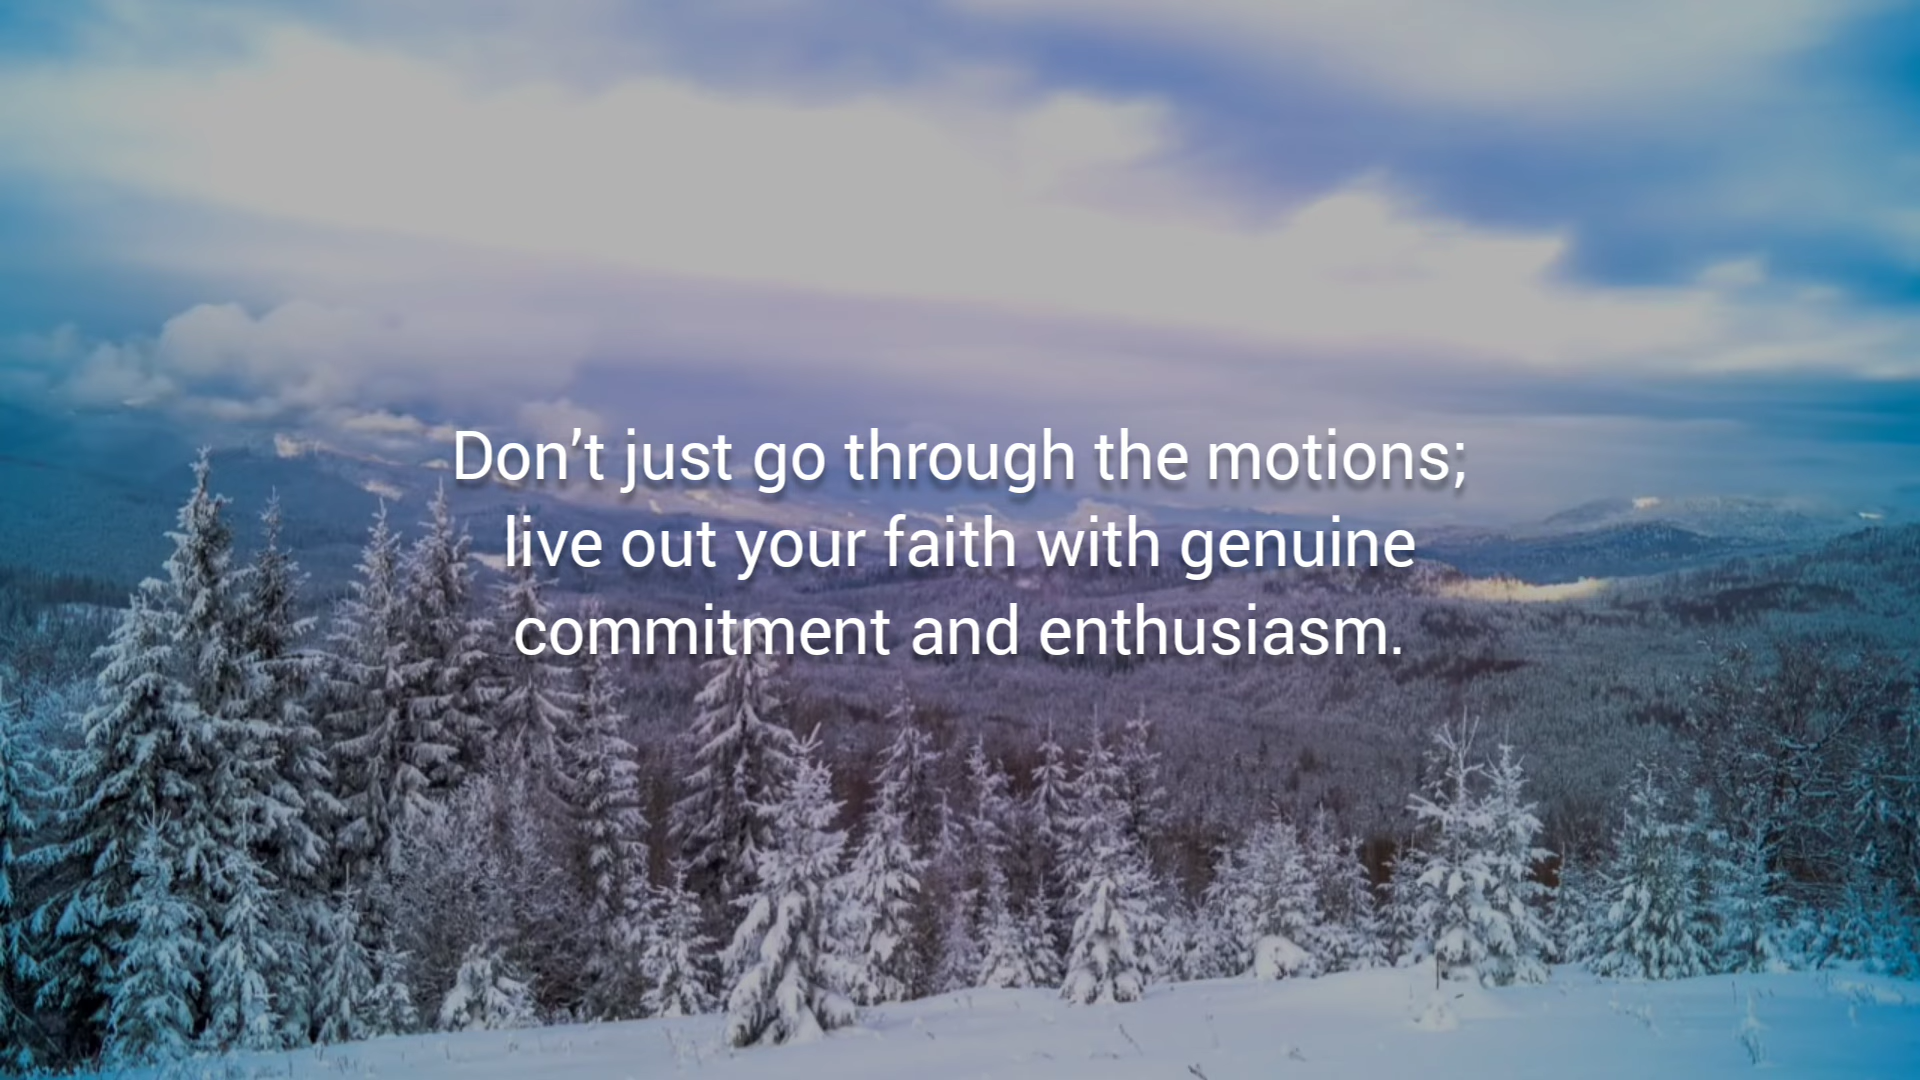 Don’t just go through the motions;
live out your faith with genuine
commitment and enthusiasm.